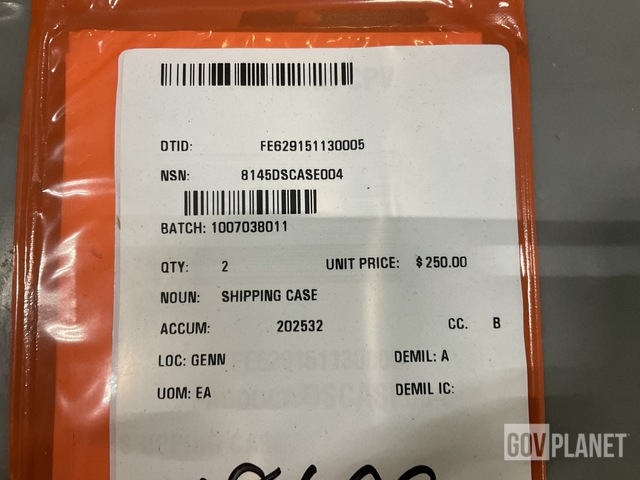 DTID: FE629151130005
NSN: 8145DSCASE004
BATCH: 1007038011
QTY: 2 UNIT PRICE: $250.00
NOUN: SHIPPING CASE
ACCUM: 202532 CC. B
LOC: GENN DEMIL: A
UOM: EA DEMIL IC:
GOVPLANET